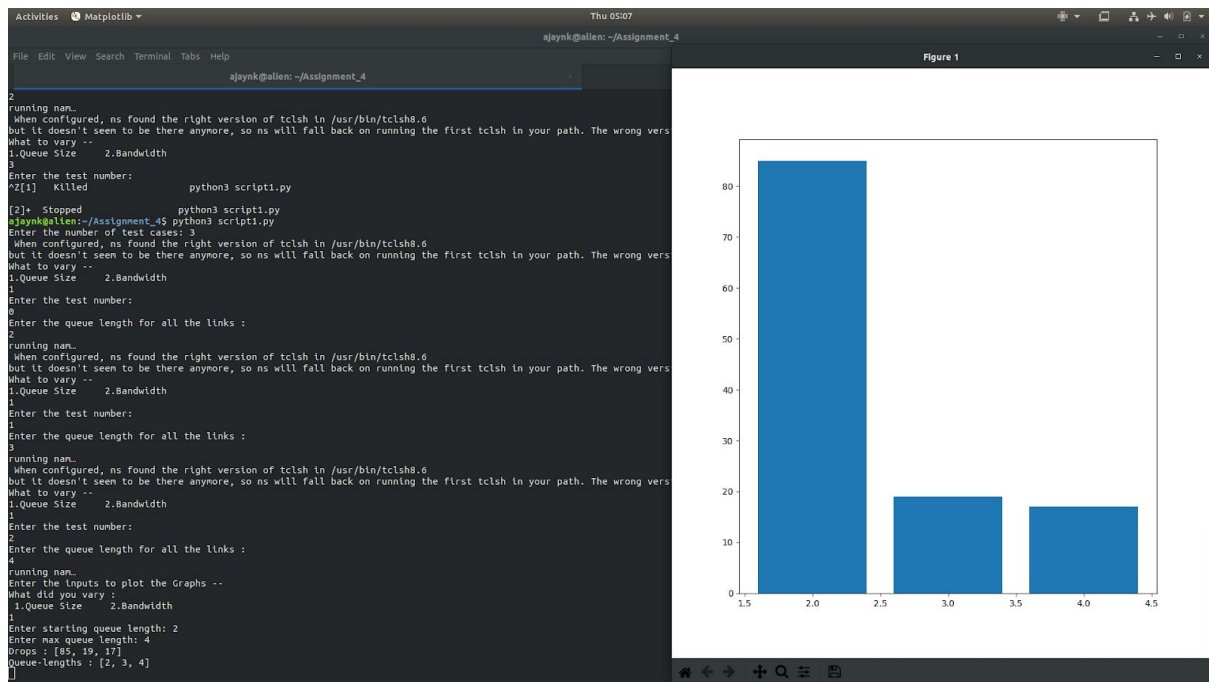 Activities Matplotlib Thu 05:07
ajaynk@alien: ~/Assignment_4
File Edit View Search Terminal Tabs Help
ajaynk@alien: ~/Assignment_4
2
running nam…
When configured, ns found the right version of tclsh in /usr/bin/tclsh8.6
but it doesn't seem to be there anymore, so ns will fall back on running the first tclsh in your path. The wrong vers
What to vary --
1.Queue Size 2.Bandwidth
3
Enter the test number:
^Z[1] Killed python3 script1.py
[2]+ Stopped python3 script1.py
ajaynk@alien:~/Assignment_4$ python3 script1.py
Enter the number of test cases: 3
When configured, ns found the right version of tclsh in /usr/bin/tclsh8.6
but it doesn't seem to be there anymore, so ns will fall back on running the first tclsh in your path. The wrong vers
What to vary --
1.Queue Size 2.Bandwidth
1
Enter the test number:
0
Enter the queue length for all the links :
2
running nam…
When configured, ns found the right version of tclsh in /usr/bin/tclsh8.6
but it doesn't seem to be there anymore, so ns will fall back on running the first tclsh in your path. The wrong vers
What to vary --
1.Queue Size 2.Bandwidth
1
Enter the test number:
1
Enter the queue length for all the links :
3
running nam…
When configured, ns found the right version of tclsh in /usr/bin/tclsh8.6
but it doesn't seem to be there anymore, so ns will fall back on running the first tclsh in your path. The wrong vers
What to vary --
1.Queue Size 2.Bandwidth
1
Enter the test number:
2
Enter the queue length for all the links :
4
running nam…
Enter the inputs to plot the Graphs --
What did you vary :
1.Queue Size 2.Bandwidth
1
Enter starting queue length: 2
Enter max queue length: 4
Drops : [85, 19, 17]
Queue-lengths : [2, 3, 4]
Figure 1
80
70
60
50
40
30
20
10
0
1.5 2.0 2.5 3.0 3.5 4.0 4.5